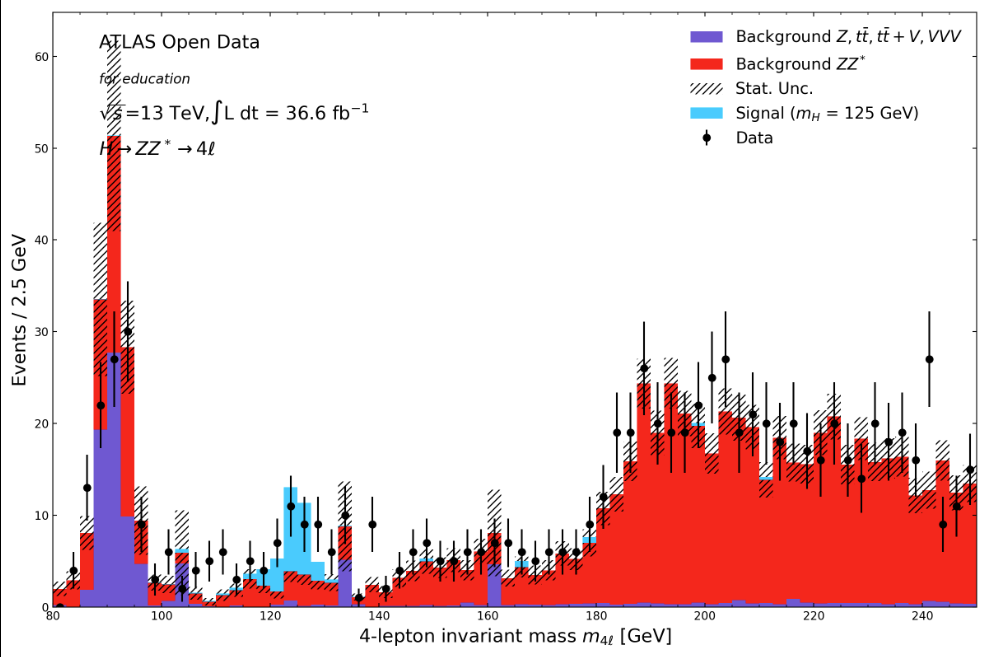 ATLAS Open Data
for education
√s=13 TeV,∫L dt = 36.6 fb⁻¹
H → ZZ* → 4ℓ
Background Z, tt̄, tt̄ + V, VVV
Background ZZ*
Stat. Unc.
Signal (m_H = 125 GeV)
Data
Events / 2.5 GeV
60
50
40
30
20
10
0
80 100 120 140 160 180 200 220 240
4-lepton invariant mass m_4ℓ [GeV]